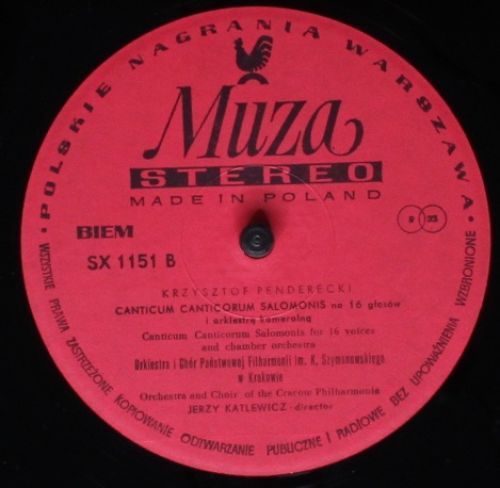 • POLSKIE NAGRANIA WARSZAWA •
Muza
STEREO
MADE IN POLAND
BIEM
SX 1151 B
33
KRZYSZTOF PENDERECKI
CANTICUM CANTICORUM SALOMONIS na 16 głosów
i orkiestrę kameralną
Canticum Canticorum Salomonis for 16 voices
and chamber orchestra
Orkiestra i Chór Państwowej Filharmonii im. K. Szymanowskiego
w Krakowie
Orchestra and Choir of the Cracow Philharmonia
JERZY KATLEWICZ - director
WSZYSTKIE PRAWA ZASTRZEŻONE KOPIOWANIE ODTWARZANIE PUBLICZNE I RADIOWE BEZ UPOWAŻNIENIA WZBRONIONE